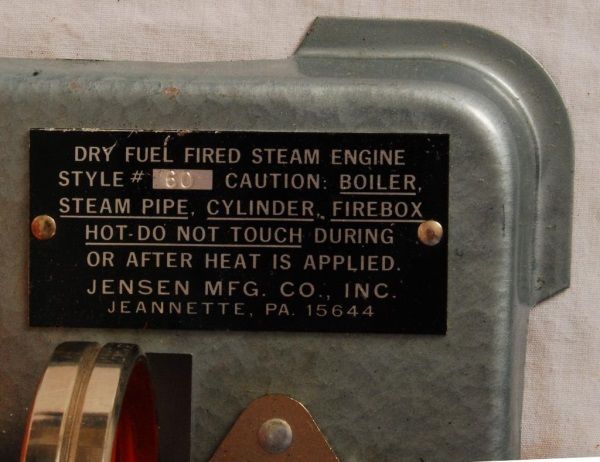 DRY FUEL FIRED STEAM ENGINE
STYLE # 60 CAUTION: BOILER,
STEAM PIPE, CYLINDER, FIREBOX
HOT-DO NOT TOUCH DURING
OR AFTER HEAT IS APPLIED.
JENSEN MFG. CO., INC.
JEANNETTE, PA. 15644